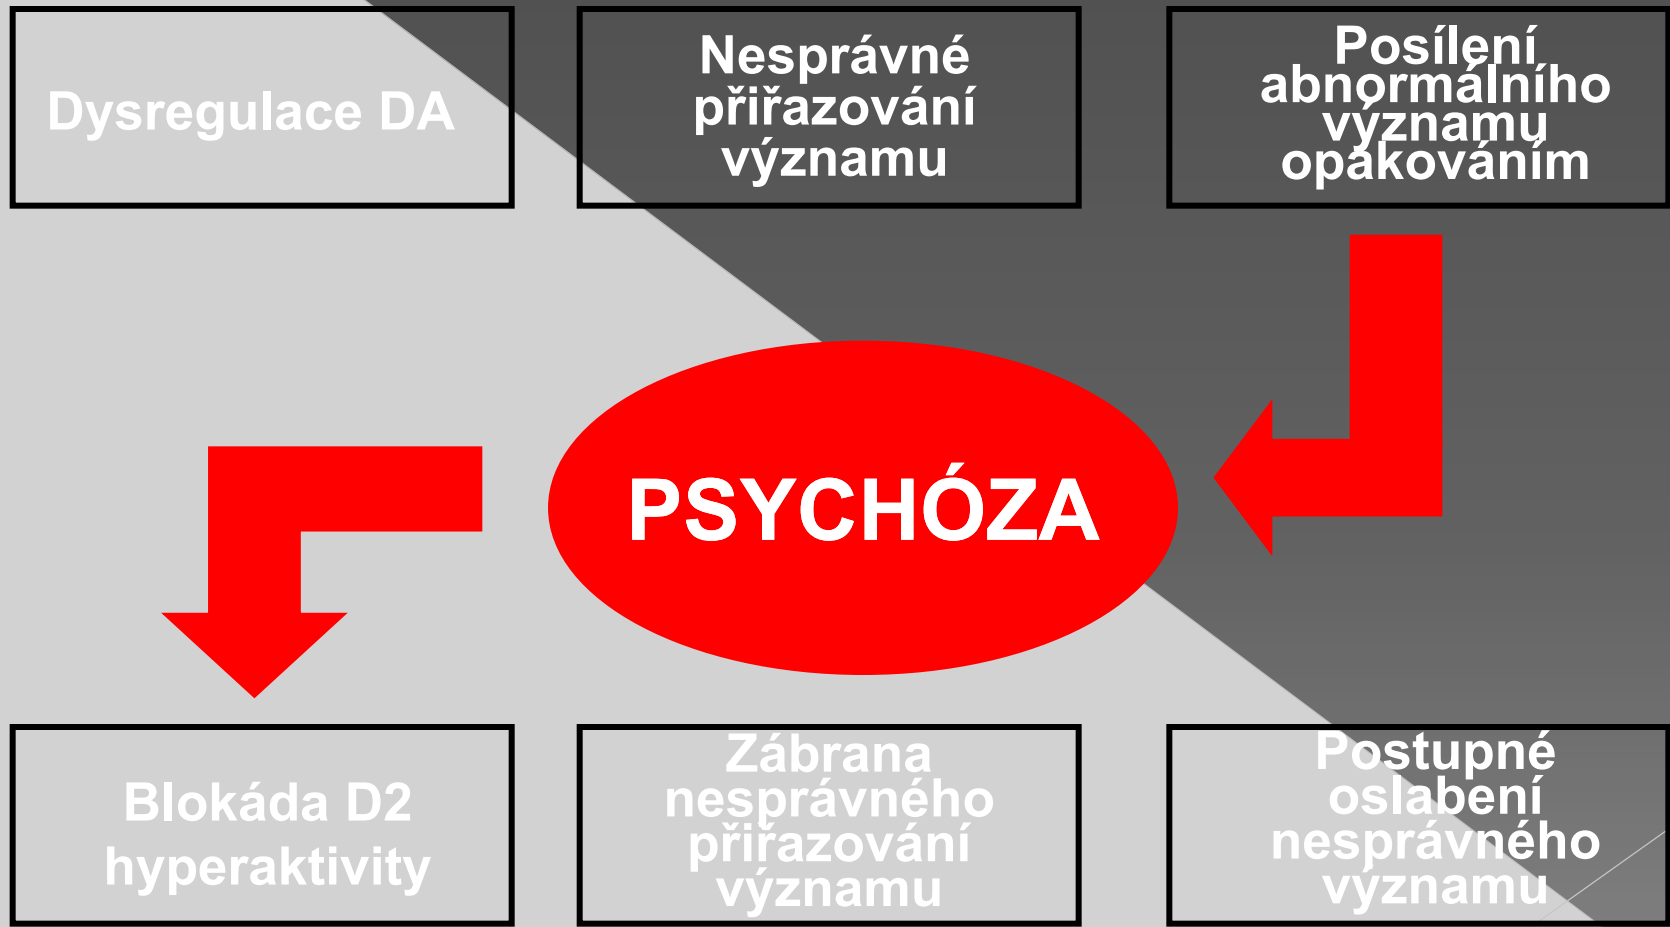 Dysregulace DA
Nesprávné
přiřazování
významu
Posílení
abnormálního
významu
opakováním
PSYCHÓZA
Blokáda D2
hyperaktivity
Zábrana
nesprávného
přiřazování
významu
Postupné
oslabení
nesprávného
významu